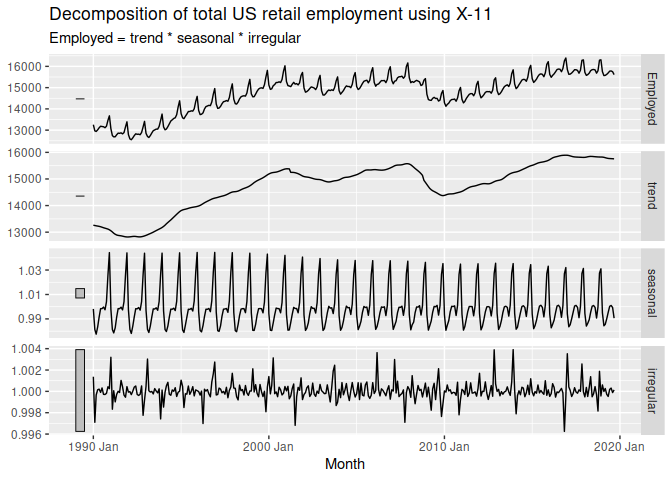 Decomposition of total US retail employment using X-11
Employed = trend * seasonal * irregular
16000
15000
14000
13000
Employed
16000
15000
14000
13000
trend
1.03
1.01
0.99
seasonal
1.004
1.002
1.000
0.998
0.996
irregular
1990 Jan
2000 Jan
2010 Jan
2020 Jan
Month